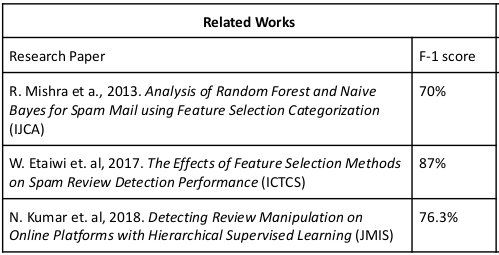 Related Works
Research Paper
F-1 score
R. Mishra et a., 2013. Analysis of Random Forest and Naive
Bayes for Spam Mail using Feature Selection Categorization
(IJCA)
70%
W. Etaiwi et. al, 2017. The Effects of Feature Selection Methods
on Spam Review Detection Performance (ICTCS)
87%
N. Kumar et. al, 2018. Detecting Review Manipulation on
Online Platforms with Hierarchical Supervised Learning (JMIS)
76.3%